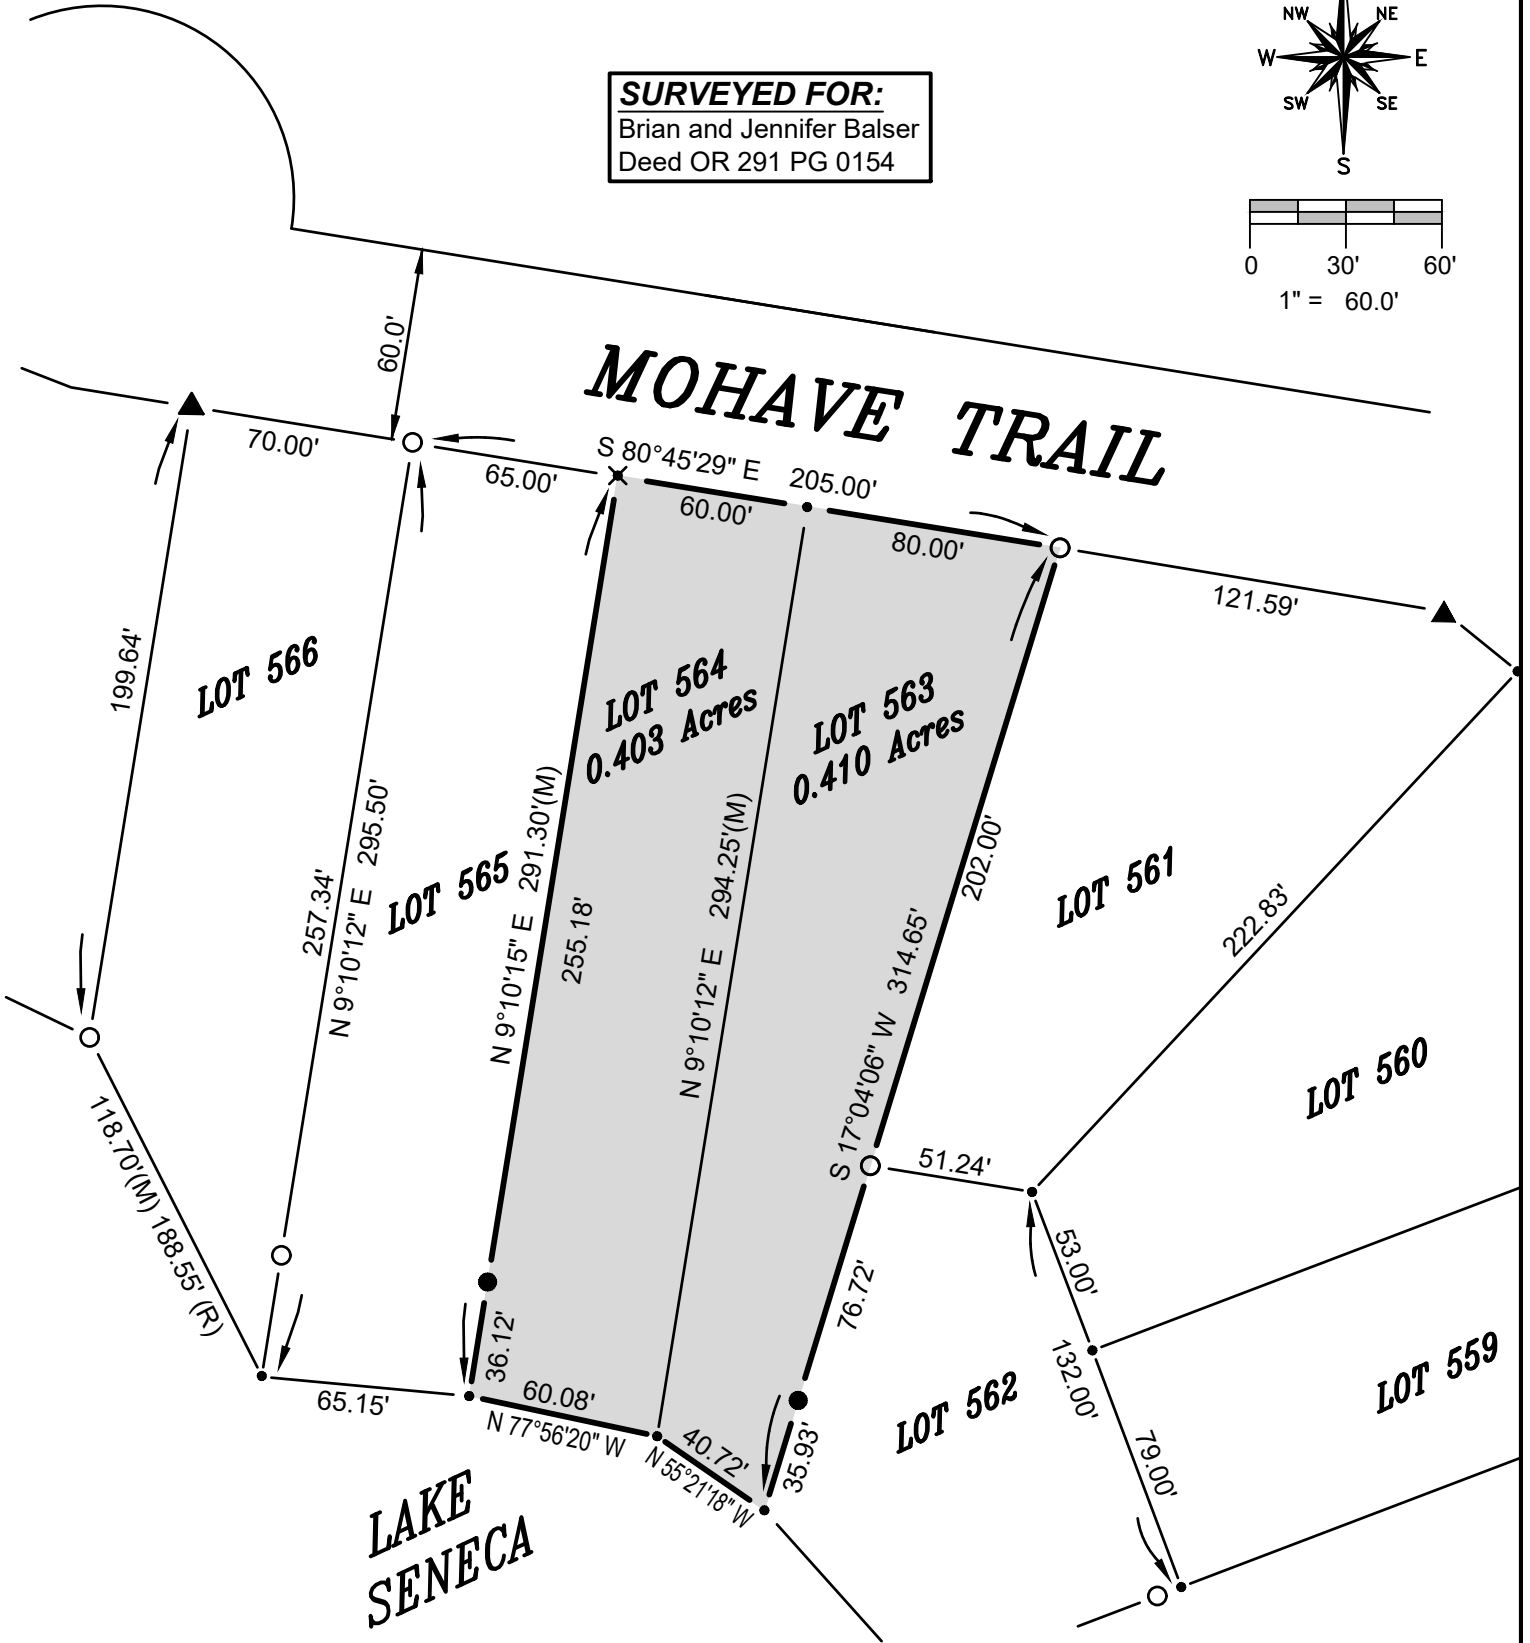 NW
NE
W
E
SW
SE
S
SURVEYED FOR:
Brian and Jennifer Balser
Deed OR 291 PG 0154
0 30' 60'
1" = 60.0'
60.0'
MOHAVE TRAIL
70.00'
65.00'
S 80°45'29" E 205.00'
60.00'
80.00'
121.59'
199.64'
LOT 566
LOT 564
0.403 Acres
LOT 563
0.410 Acres
257.34'
N 9°10'12" E 295.50'
LOT 565
N 9°10'15" E 291.30'(M)
255.18'
N 9°10'12" E 294.25'(M)
202.00'
S 17°04'06" W 314.65'
LOT 561
222.83'
LOT 560
118.70'(M) 188.55' (R)
51.24'
53.00'
76.72'
36.12'
65.15'
60.08'
N 77°56'20" W
40.72'
N 55°21'18" W
35.93'
LOT 562
132.00'
79.00'
LOT 559
LAKE
SENECA